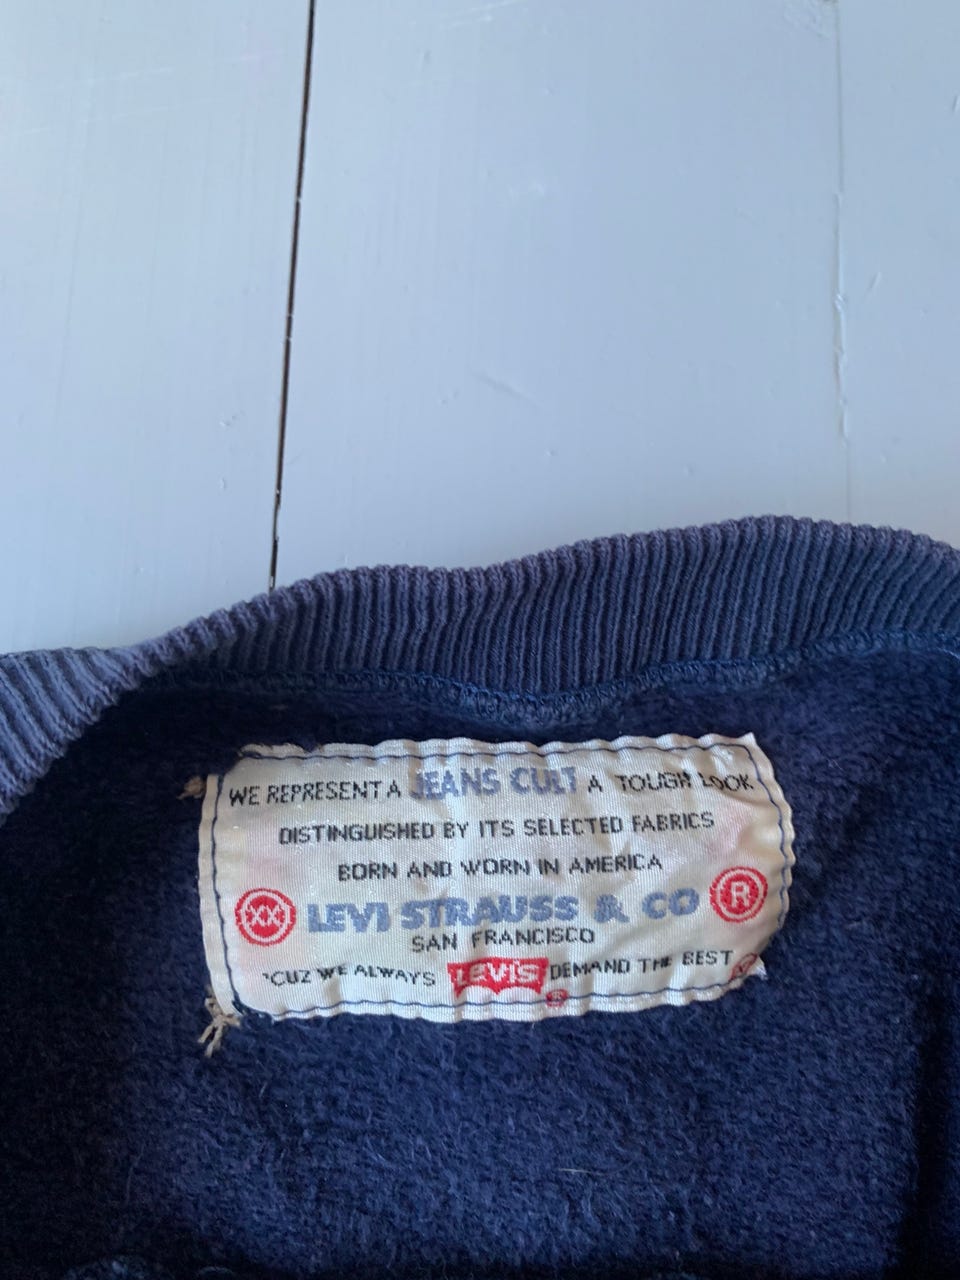 WE REPRESENT A JEANS CULT A TOUGH LOOK
DISTINGUISHED BY ITS SELECTED FABRICS
BORN AND WORN IN AMERICA
XX LEVI STRAUSS & CO R
SAN FRANCISCO
'CUZ WE ALWAYS LEVI'S DEMAND THE BEST
®